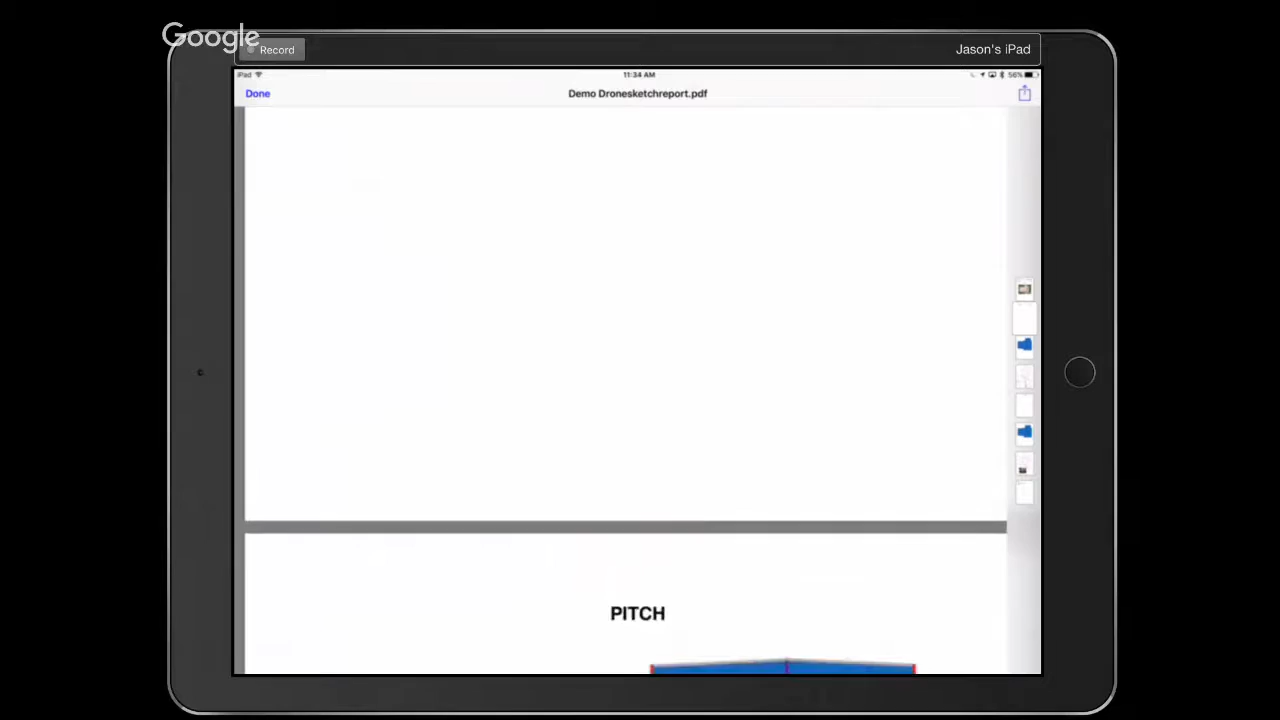 Google
Record
Jason's iPad
iPad
11:34 AM
56%
Done
Demo Dronesketchreport.pdf
PITCH